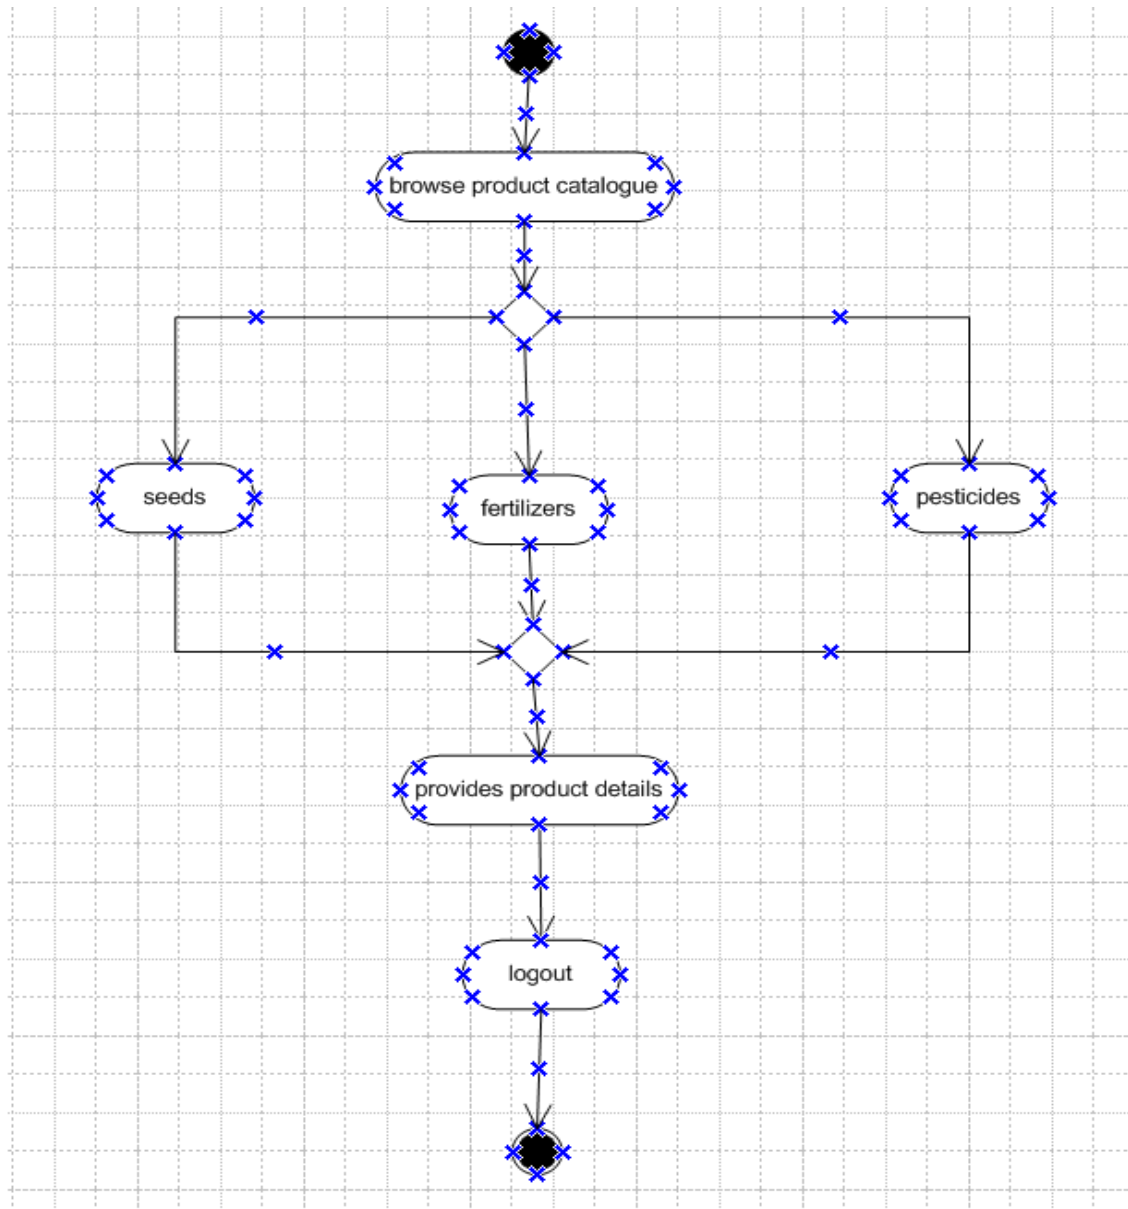 browse product catalogue
seeds
fertilizers
pesticides
provides product details
logout